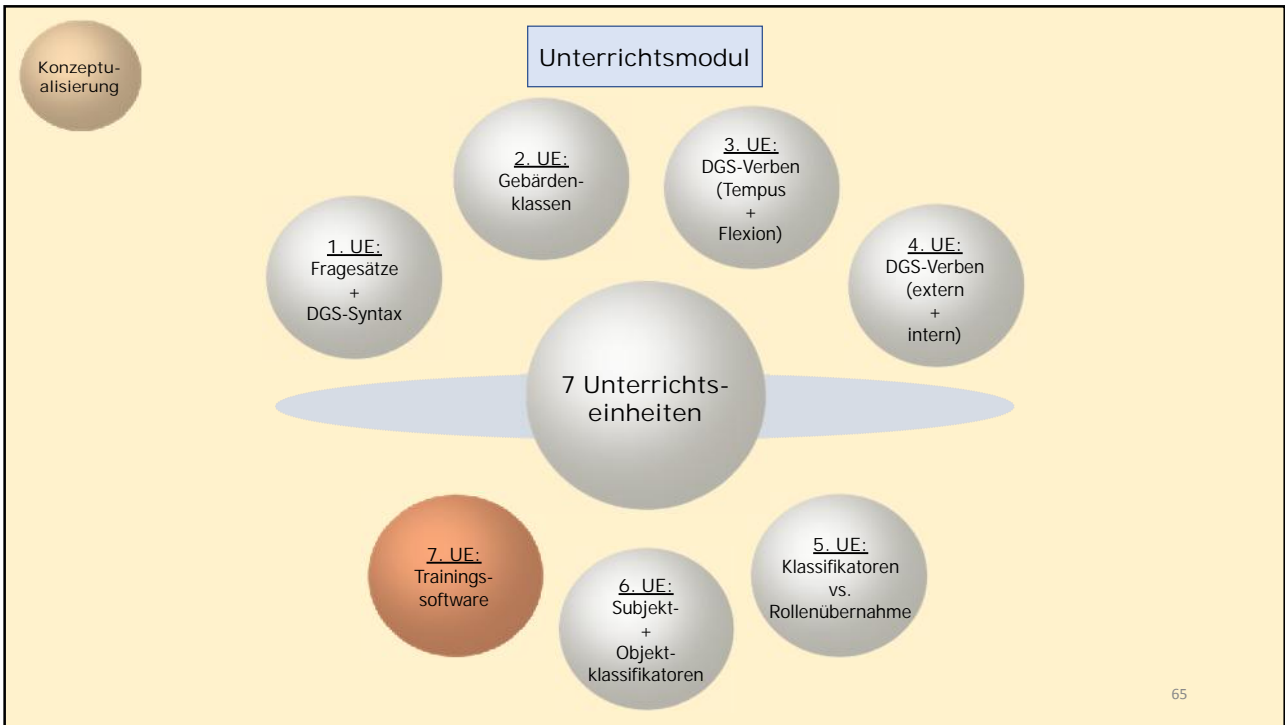 Konzeptu-
alisierung
Unterrichtsmodul
1. UE:
Fragesätze
+
DGS-Syntax
2. UE:
Gebärden-
klassen
3. UE:
DGS-Verben
(Tempus
+
Flexion)
4. UE:
DGS-Verben
(extern
+
intern)
7 Unterrichts-
einheiten
5. UE:
Klassifikatoren
vs.
Rollenübernahme
6. UE:
Subjekt-
+
Objekt-
klassifikatoren
7. UE:
Trainings-
software
65